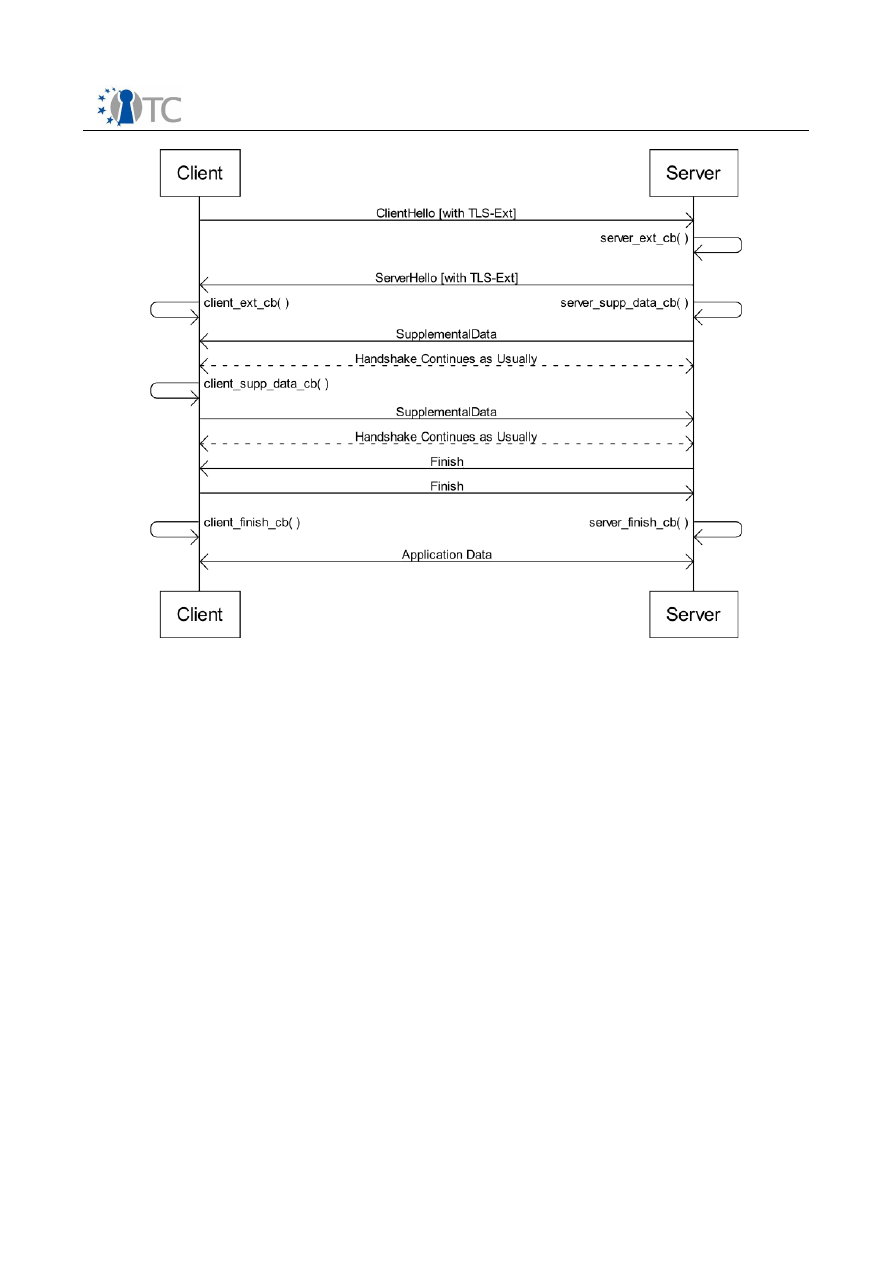 TC
Client Server
ClientHello [with TLS-Ext]
server_ext_cb( )
ServerHello [with TLS-Ext]
client_ext_cb( ) server_supp_data_cb( )
SupplementalData
Handshake Continues as Usually
client_supp_data_cb( )
SupplementalData
Handshake Continues as Usually
Finish
Finish
client_finish_cb( ) server_finish_cb( )
Application Data
Client Server